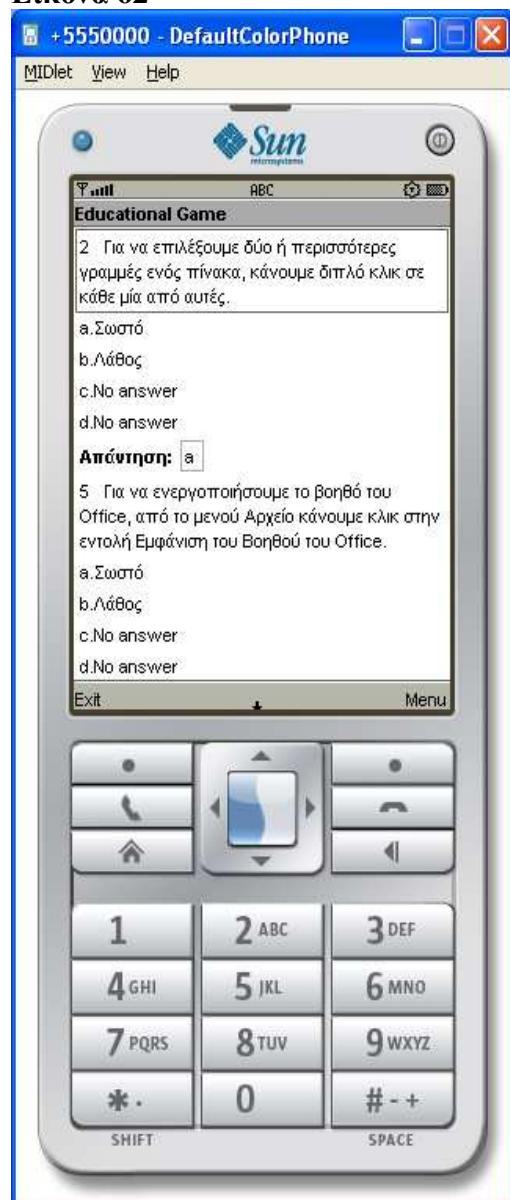 +5550000 - DefaultColorPhone
MIDlet View Help
Sun
microsystems
ABC
Educational Game
2 Για να επιλέξουμε δύο ή περισσότερες
γραμμές ενός πίνακα, κάνουμε διπλό κλικ σε
κάθε μία από αυτές.
a.Σωστό
b.Λάθος
c.No answer
d.No answer
Απάντηση: a
5 Για να ενεργοποιήσουμε το βοηθό του
Office, από το μενού Αρχείο κάνουμε κλικ στην
εντολή Εμφάνιση του Βοηθού του Office.
a.Σωστό
b.Λάθος
c.No answer
d.No answer
Exit Menu
1 2 ABC 3 DEF
4 GHI 5 JKL 6 MNO
7 PQRS 8 TUV 9 WXYZ
* . 0 # - +
SHIFT SPACE